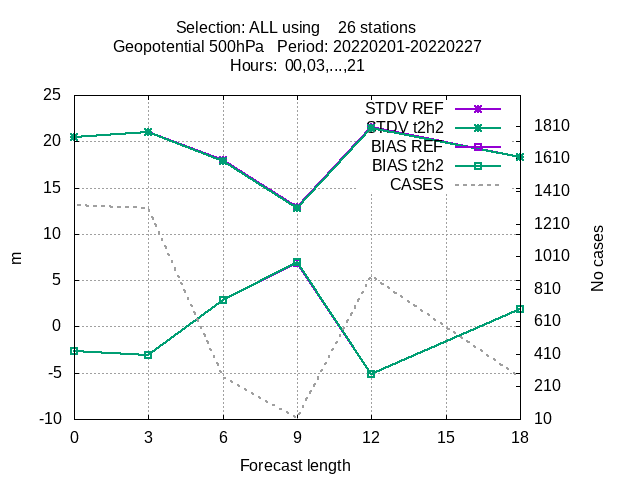 Selection: ALL using 26 stations
Geopotential 500hPa Period: 20220201-20220227
Hours: 00,03,...,21
25
20
15
10
5
0
-5
-10
m
STDV REF
STDV t2h2
BIAS REF
BIAS t2h2
CASES
1810
1610
1410
1210
1010
810
610
410
210
10
No cases
0 3 6 9 12 15 18
Forecast length